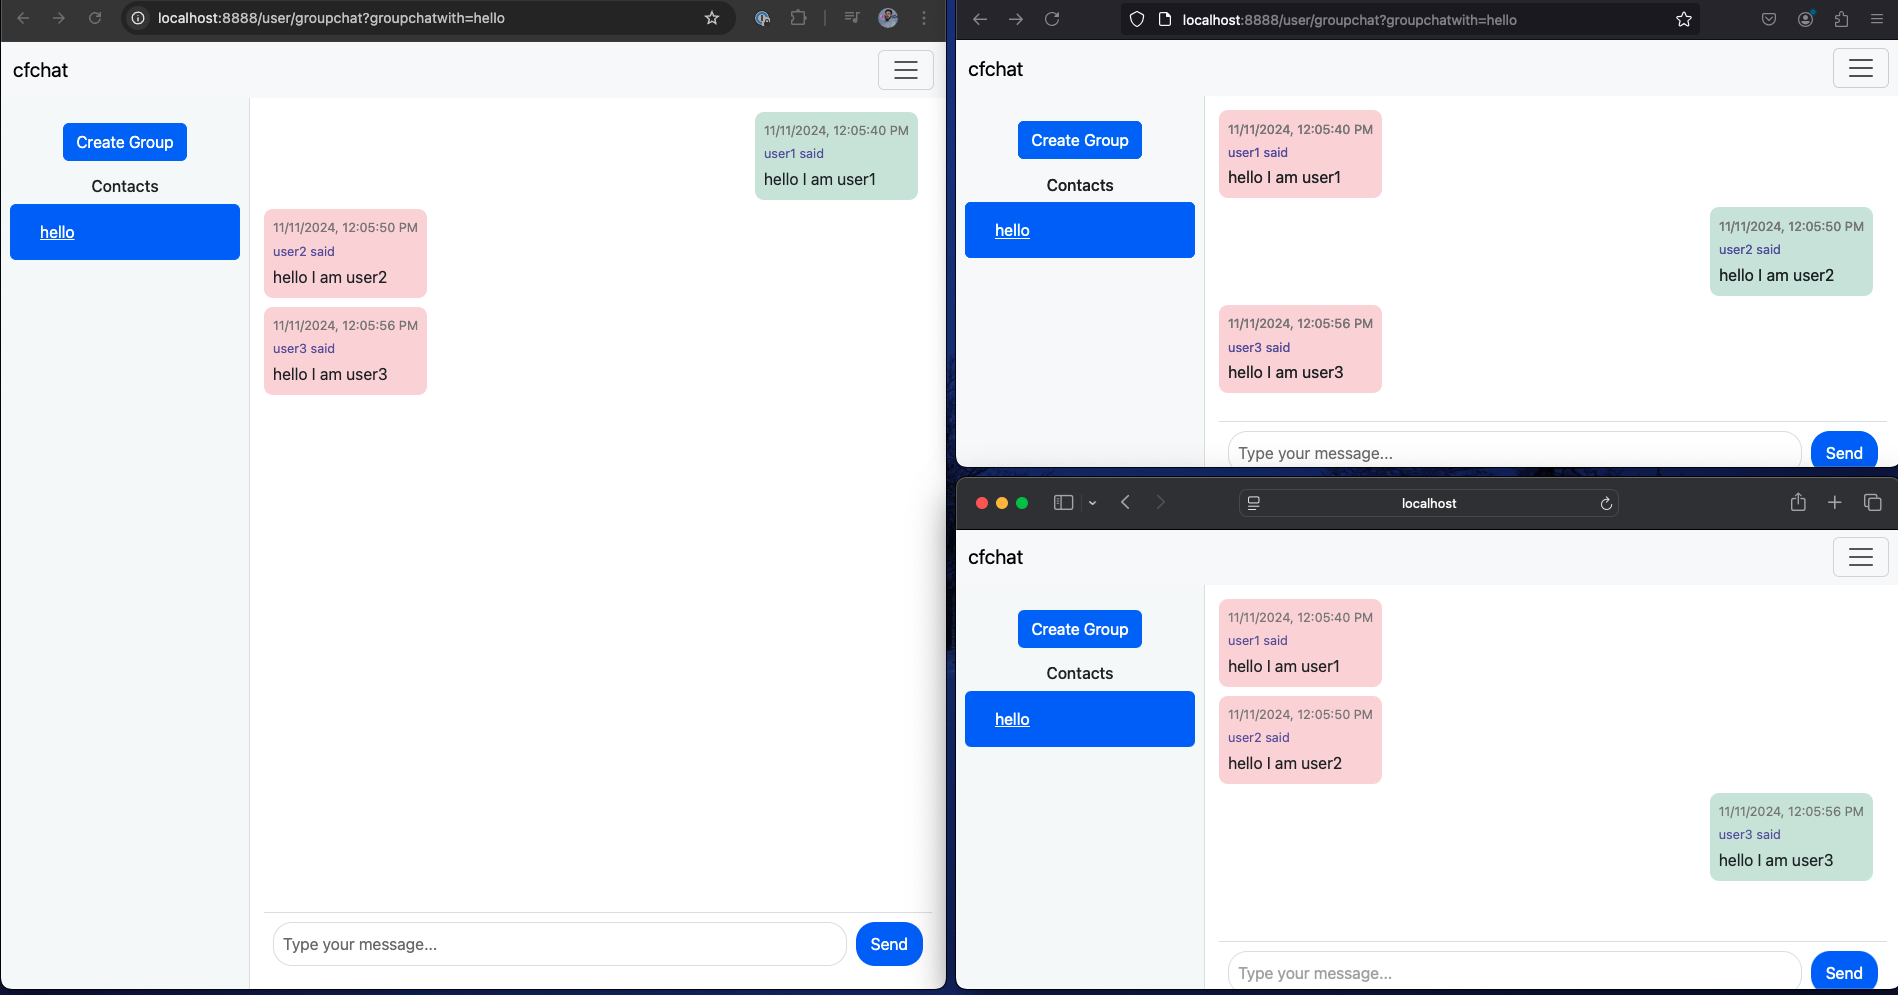 localhost:8888/user/groupchat?groupchatwith=hello
cfchat
Create Group
Contacts
hello
11/11/2024, 12:05:40 PM
user1 said
hello I am user1
11/11/2024, 12:05:50 PM
user2 said
hello I am user2
11/11/2024, 12:05:56 PM
user3 said
hello I am user3
Type your message...
Send
localhost:8888/user/groupchat?groupchatwith=hello
cfchat
Create Group
Contacts
hello
11/11/2024, 12:05:40 PM
user1 said
hello I am user1
11/11/2024, 12:05:50 PM
user2 said
hello I am user2
11/11/2024, 12:05:56 PM
user3 said
hello I am user3
Type your message...
Send
localhost
cfchat
Create Group
Contacts
hello
11/11/2024, 12:05:40 PM
user1 said
hello I am user1
11/11/2024, 12:05:50 PM
user2 said
hello I am user2
11/11/2024, 12:05:56 PM
user3 said
hello I am user3
Type your message...
Send